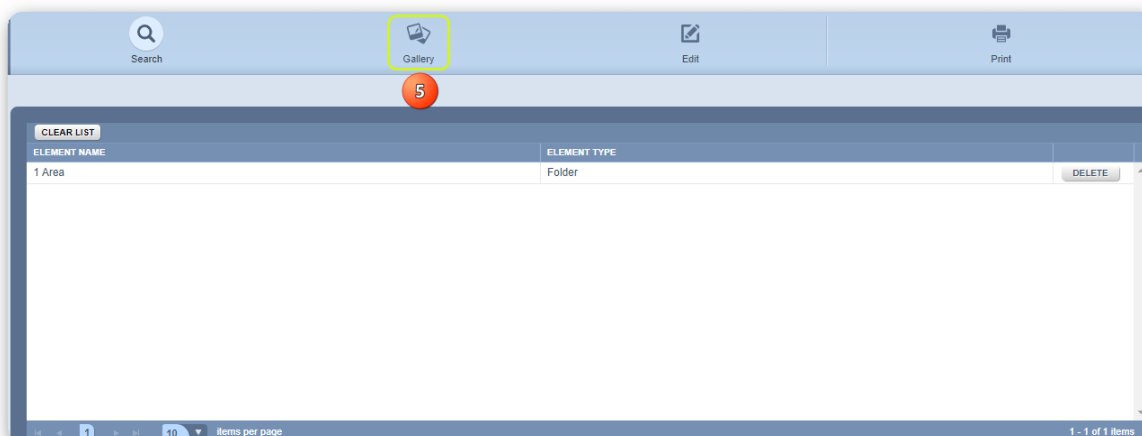 Search Gallery Edit Print
5
CLEAR LIST
ELEMENT NAME ELEMENT TYPE
1 Area Folder DELETE
1 10 items per page 1 - 1 of 1 items